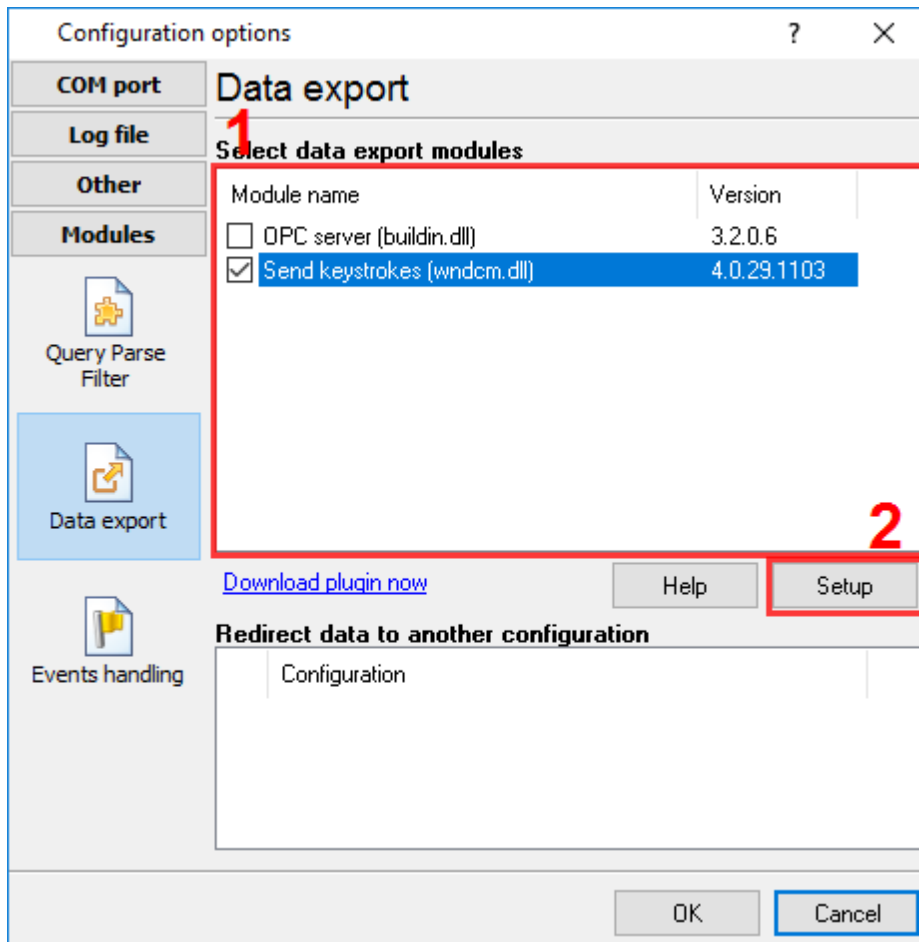 Configuration options
?
COM port
Log file
Other
Modules
Query Parse
Filter
Data export
Events handling
Data export
1
Select data export modules
Module name Version
OPC server (buildin.dll) 3.2.0.6
Send keystrokes (wndcm.dll) 4.0.29.1103
2
Download plugin now Help Setup
Redirect data to another configuration
Configuration
OK Cancel